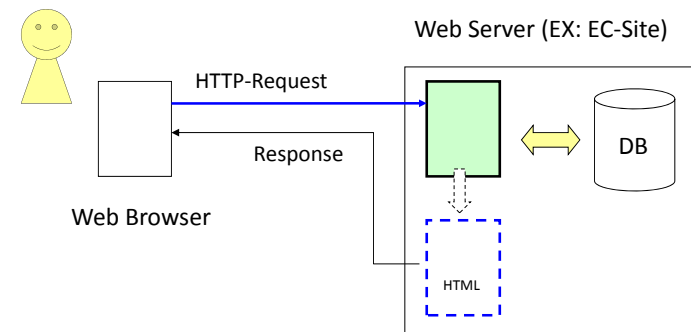 Web Server (EX: EC-Site)
HTTP-Request
Response
DB
Web Browser
HTML